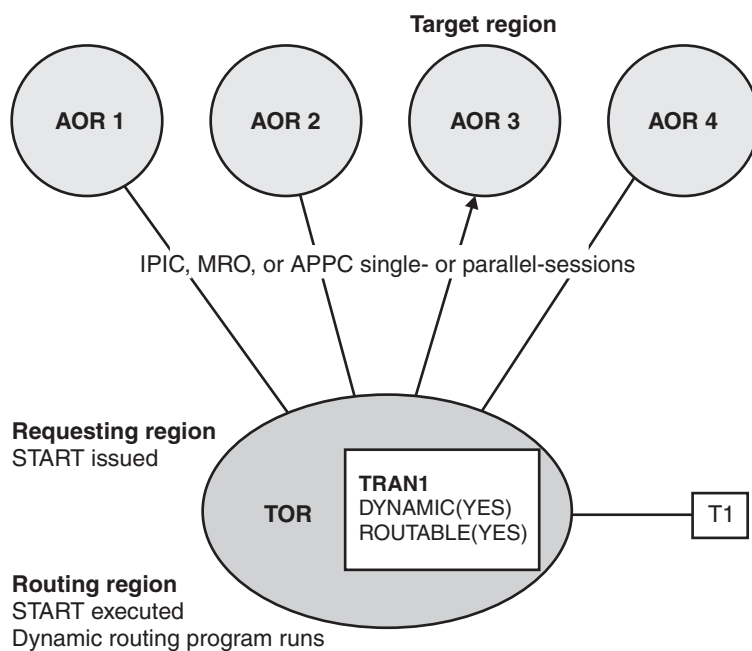 Target region
AOR 1
AOR 2
AOR 3
AOR 4
IPIC, MRO, or APPC single- or parallel-sessions
Requesting region
START issued
TOR
TRAN1
DYNAMIC(YES)
ROUTABLE(YES)
T1
Routing region
START executed
Dynamic routing program runs